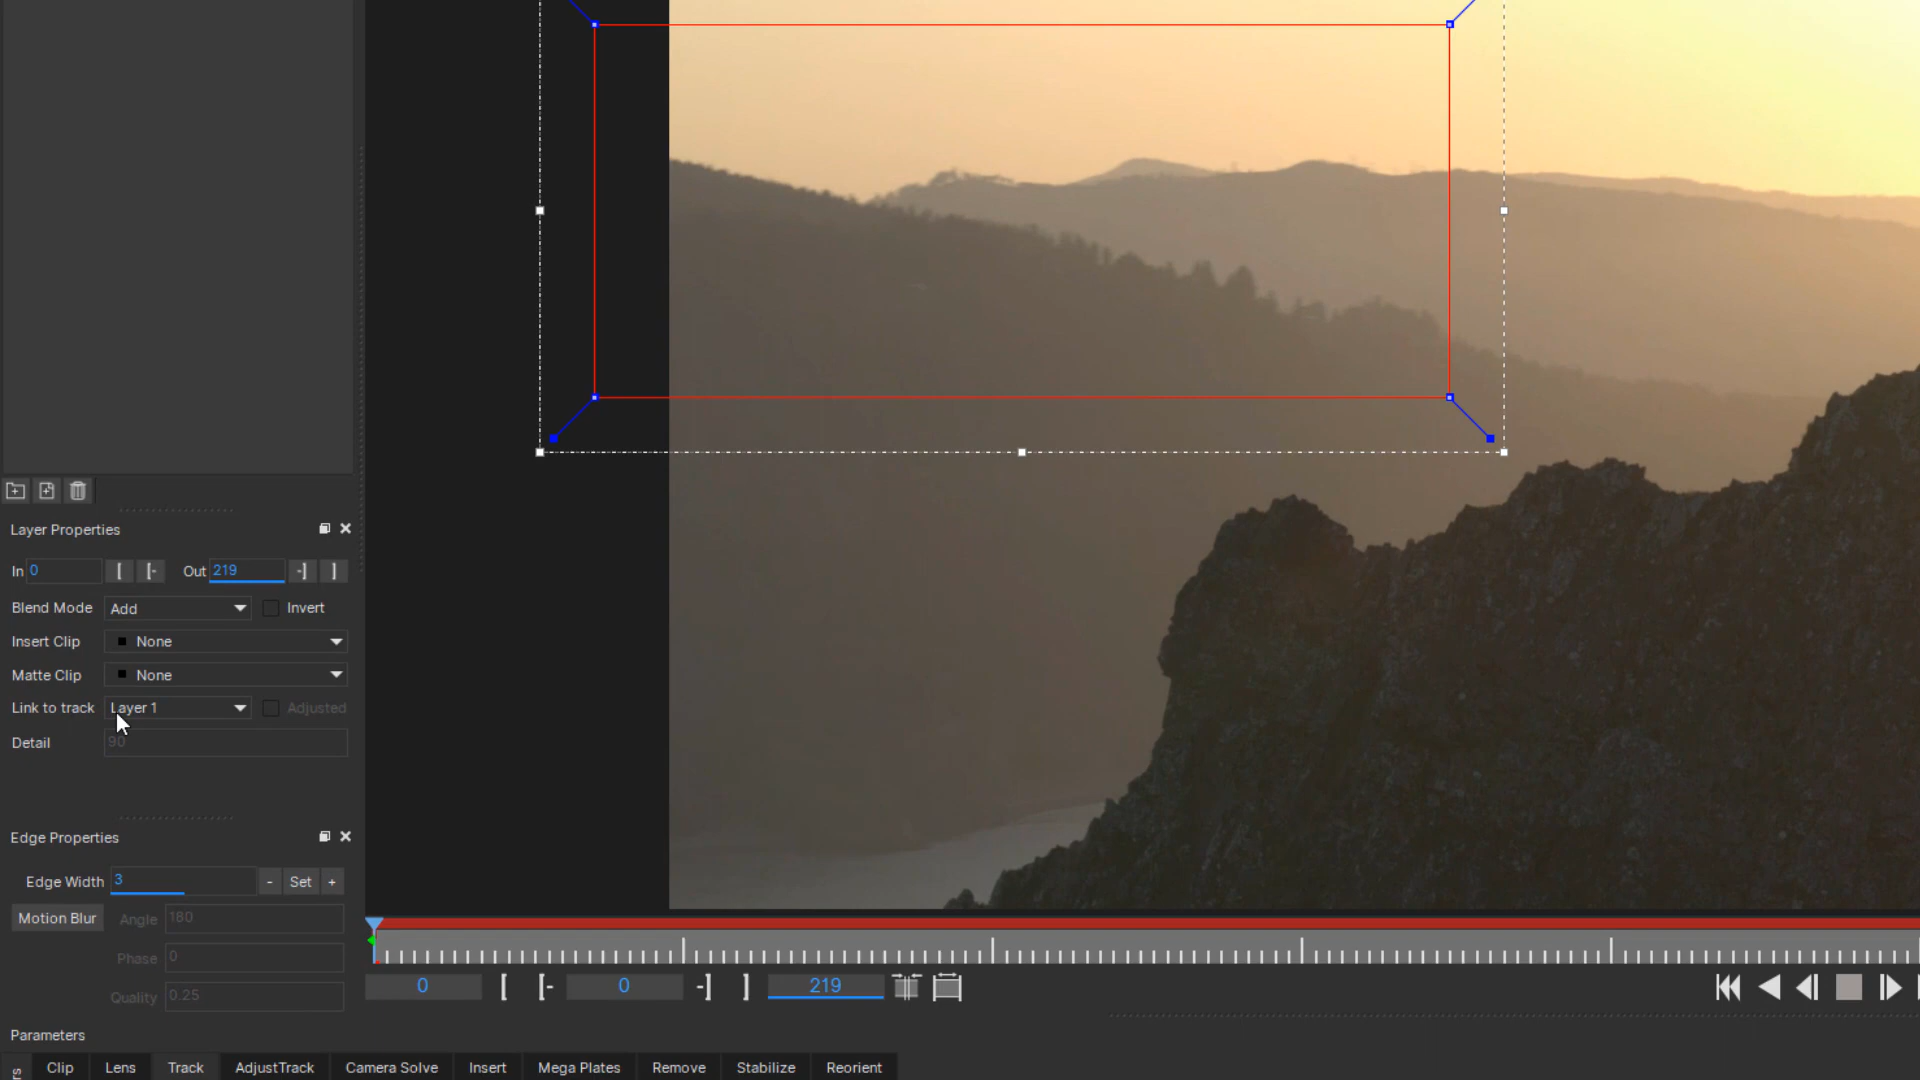 Layer Properties
In 0 [ [- Out 219 -] ]
Blend Mode Add Invert
Insert Clip None
Matte Clip None
Link to track Layer 1 Adjusted
Detail 90
Edge Properties
Edge Width 3 - Set +
Motion Blur Angle 180
Phase 0
Quality 0.25
0 [ [- 0 -] ] 219
Parameters
Clip Lens Track AdjustTrack Camera Solve Insert Mega Plates Remove Stabilize Reorient